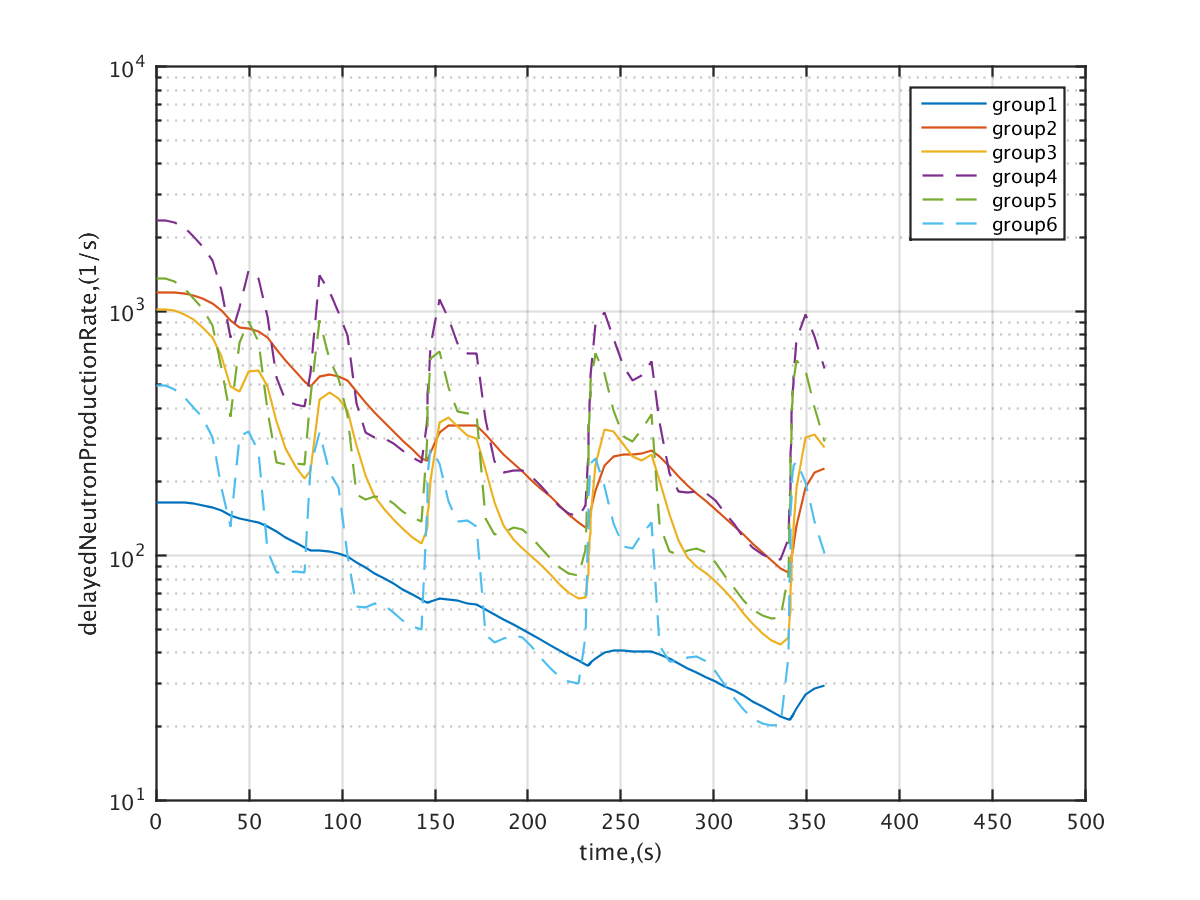 10^4
group1
group2
group3
group4
group5
group6
10^3
delayedNeutronProductionRate,(1/s)
10^2
10^1
0 50 100 150 200 250 300 350 400 450 500
time,(s)